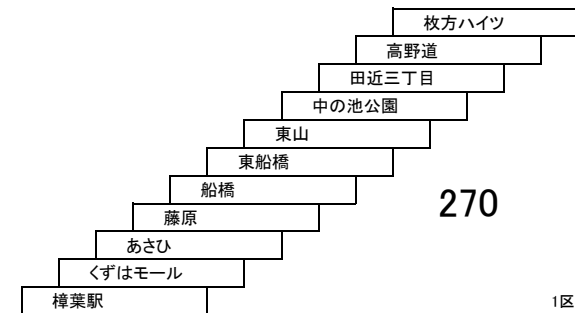 枚方ハイツ
高野道
田近三丁目
中の池公園
東山
東船橋
船橋
270
藤原
あさひ
くずはモール
樟葉駅
1区